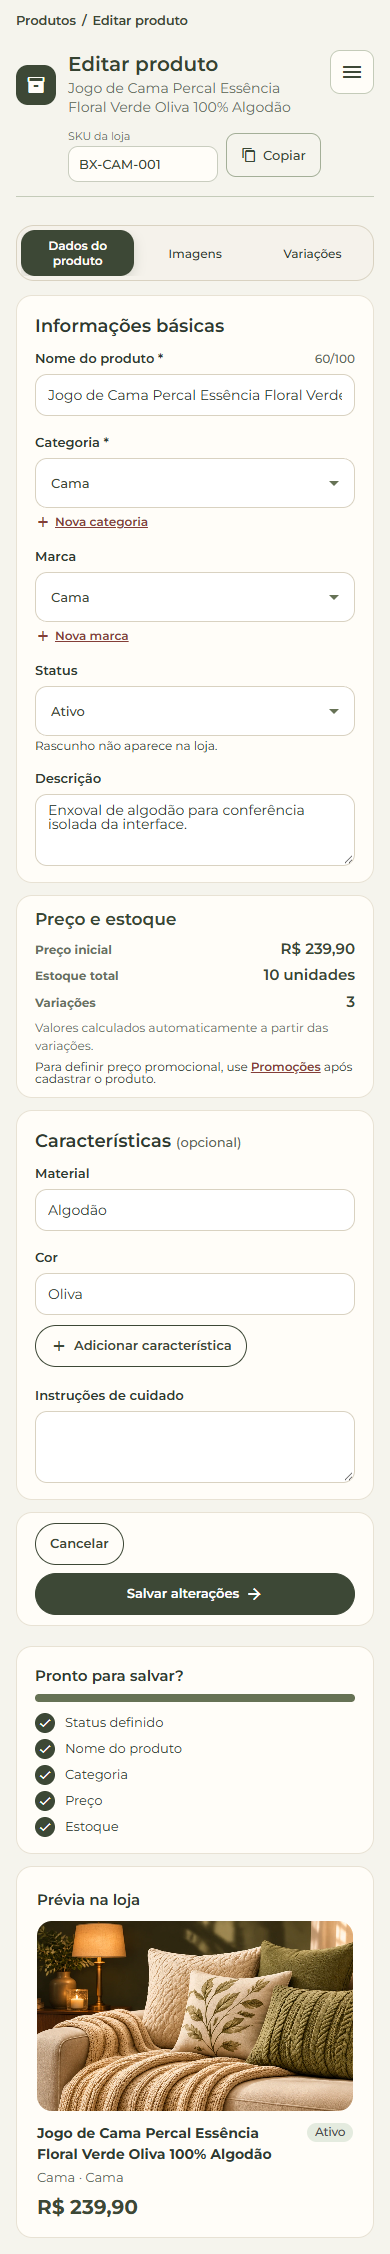 Produtos / Editar produto
Editar produto
Jogo de Cama Percal Essência
Floral Verde Oliva 100% Algodão
SKU da loja
BX-CAM-001
Copiar
Dados do
produto
Imagens
Variações
Informações básicas
Nome do produto *
60/100
Jogo de Cama Percal Essência Floral Verde
Categoria *
Cama
+ Nova categoria
Marca
Cama
+ Nova marca
Status
Ativo
Rascunho não aparece na loja.
Descrição
Enxoval de algodão para conferência
isolada da interface.
Preço e estoque
Preço inicial
R$ 239,90
Estoque total
10 unidades
Variações
3
Valores calculados automaticamente a partir das
variações.
Para definir preço promocional, use Promoções após
cadastrar o produto.
Características (opcional)
Material
Algodão
Cor
Oliva
+ Adicionar característica
Instruções de cuidado
Cancelar
Salvar alterações →
Pronto para salvar?
Status definido
Nome do produto
Categoria
Preço
Estoque
Prévia na loja
Jogo de Cama Percal Essência
Floral Verde Oliva 100% Algodão
Ativo
Cama · Cama
R$ 239,90